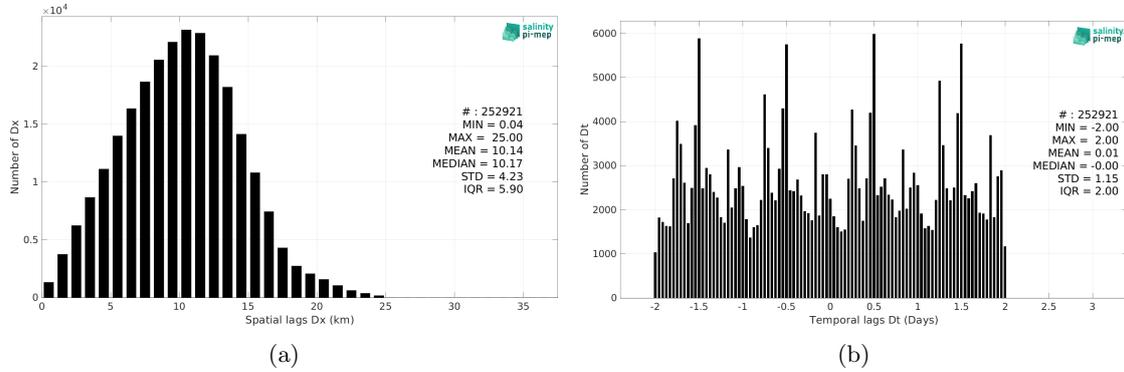 ×10⁴
salinity
pi-mep
2
1.5
1
0.5
0
Number of Dx
# : 252921
MIN = 0.04
MAX = 25.00
MEAN = 10.14
MEDIAN = 10.17
STD = 4.23
IQR = 5.90
0 5 10 15 20 25 30 35
Spatial lags Dx (km)
(a)
salinity
pi-mep
6000
5000
4000
3000
2000
1000
0
Number of Dt
# : 252921
MIN = -2.00
MAX = 2.00
MEAN = 0.01
MEDIAN = -0.00
STD = 1.15
IQR = 2.00
-2 -1.5 -1 -0.5 0 0.5 1 1.5 2 2.5 3
Temporal lags Dt (Days)
(b)